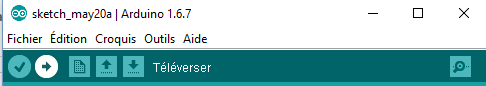 sketch_may20a | Arduino 1.6.7
Fichier Édition Croquis Outils Aide
Téléverser